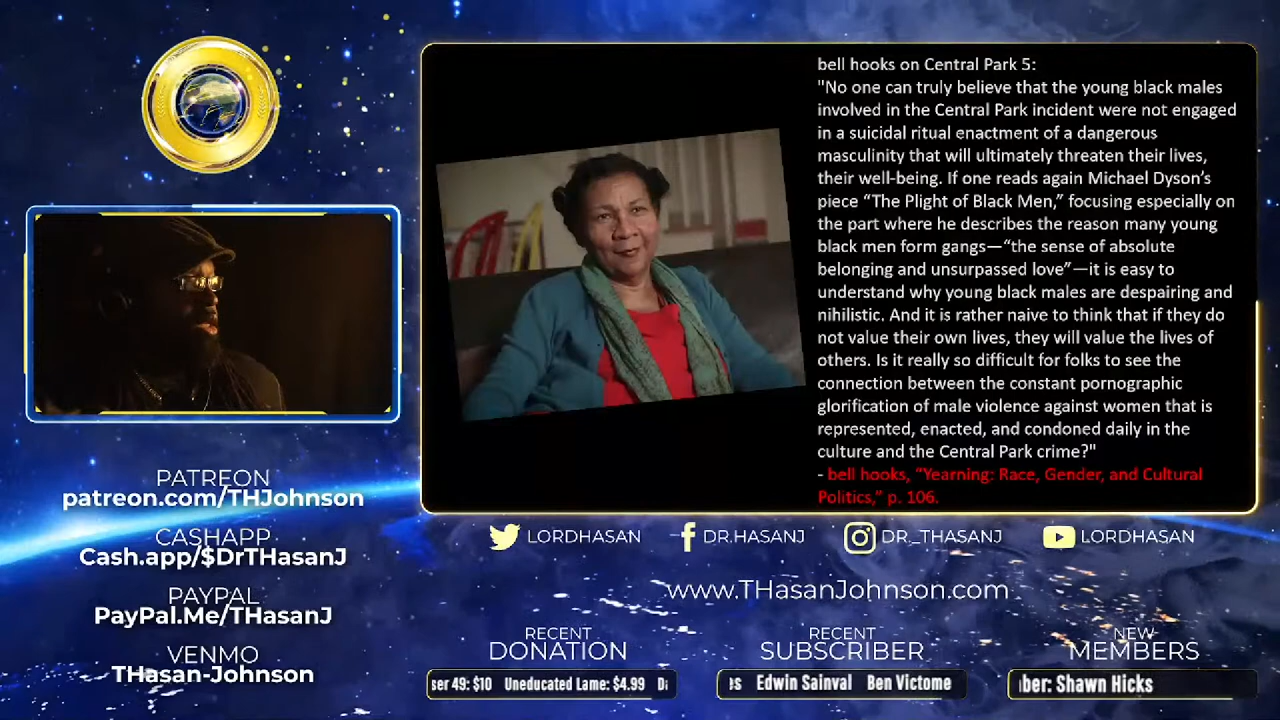 bell hooks on Central Park 5:
"No one can truly believe that the young black males
involved in the Central Park incident were not engaged
in a suicidal ritual enactment of a dangerous
masculinity that will ultimately threaten their lives,
their well-being. If one reads again Michael Dyson’s
piece “The Plight of Black Men,” focusing especially on
the part where he describes the reason many young
black men form gangs—“the sense of absolute
belonging and unsurpassed love”—it is easy to
understand why young black males are despairing and
nihilistic. And it is rather naive to think that if they do
not value their own lives, they will value the lives of
others. Is it really so difficult for folks to see the
connection between the constant pornographic
glorification of male violence against women that is
represented, enacted, and condoned daily in the
culture and the Central Park crime?"
- bell hooks, “Yearning: Race, Gender, and Cultural
Politics,” p. 106.
PATREON
patreon.com/THJohnson
CASHAPP
Cash.app/$DrTHasanJ
PAYPAL
PayPal.Me/THasanJ
VENMO
THasan-Johnson
LORDHASAN DR.HASANJ DR._THASANJ LORDHASAN
www.THasanJohnson.com
RECENT
DONATION
ser 49: $10 Uneducated Lame: $4.99
RECENT
SUBSCRIBER
Edwin Sainval Ben Victome
NEW
MEMBERS
ber: Shawn Hicks